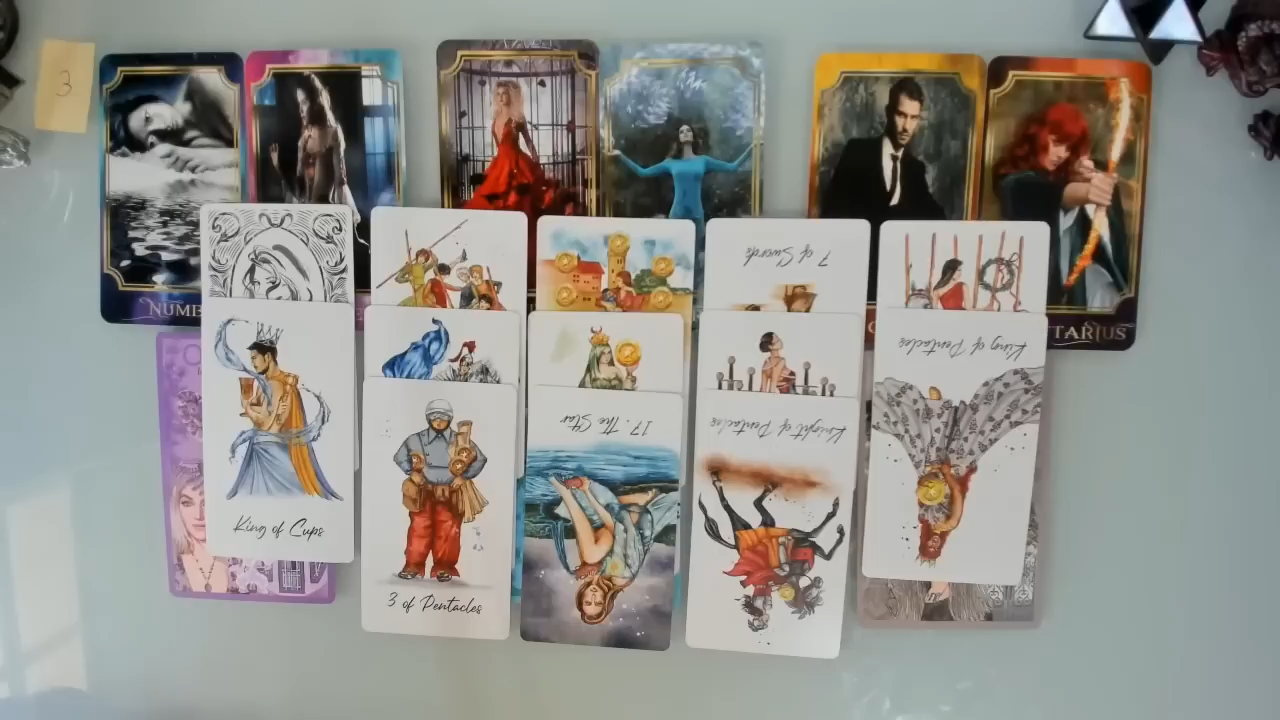 3
NUMB
TARIUS
7 of Swords
King of Pentacles
17. The Star
Knight of Pentacles
King of Cups
3 of Pentacles